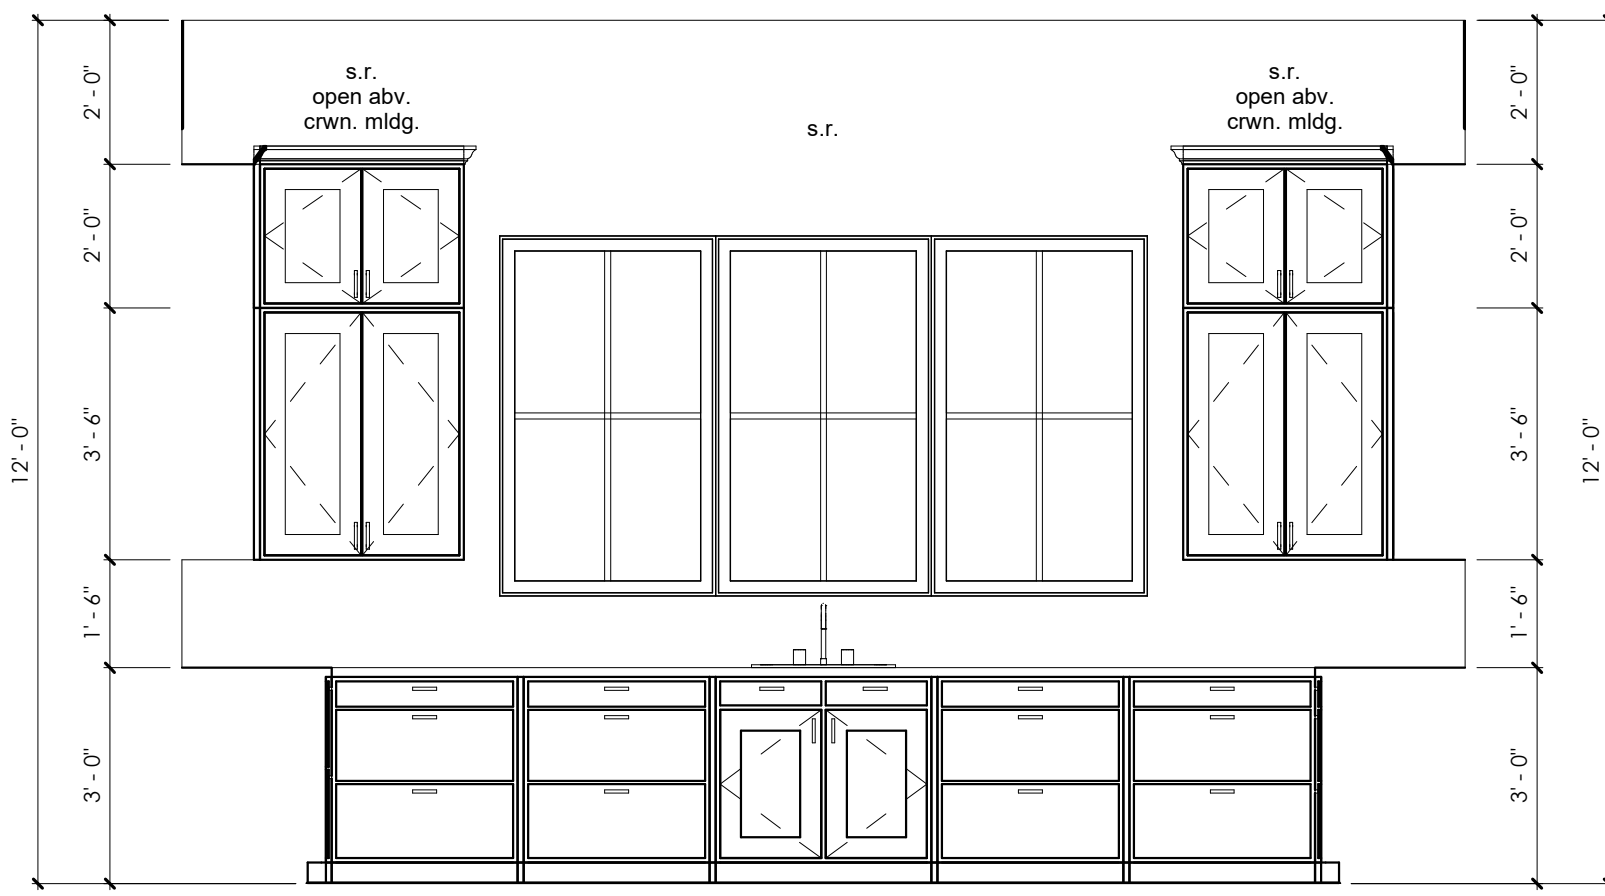 s.r.
open abv.
crwn. mldg.
s.r.
s.r.
open abv.
crwn. mldg.
12' - 0"
2' - 0"
2' - 0"
3' - 6"
1' - 6"
3' - 0"
2' - 0"
2' - 0"
3' - 6"
1' - 6"
3' - 0"
12' - 0"